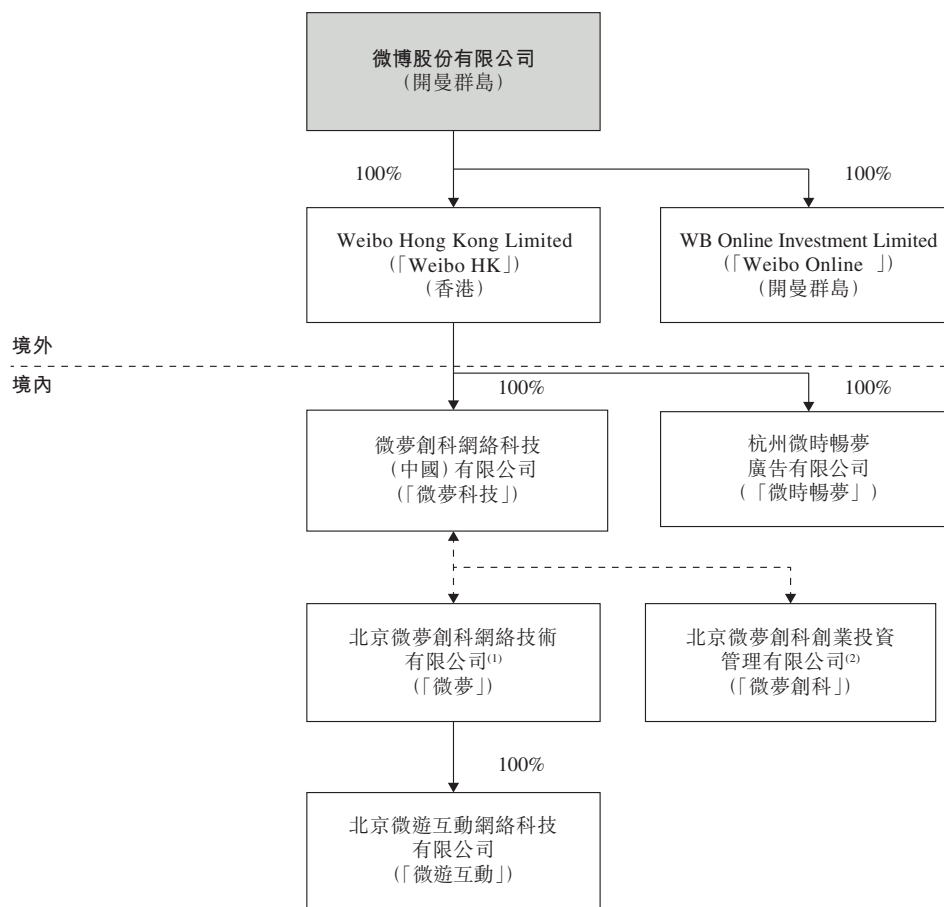 微博股份有限公司
（開曼群島）
100%
100%
Weibo Hong Kong Limited
（「Weibo HK」）
（香港）
WB Online Investment Limited
（「Weibo Online 」）
（開曼群島）
境外
境內
100%
100%
微夢創科網絡科技
（中國）有限公司
（「微夢科技」）
杭州微時暢夢
廣告有限公司
（「微時暢夢」）
北京微夢創科網絡技術
有限公司(1)
（「微夢」）
北京微夢創科創業投資
管理有限公司(2)
（「微夢創科」）
100%
北京微遊互動網絡科技
有限公司
（「微遊互動」）